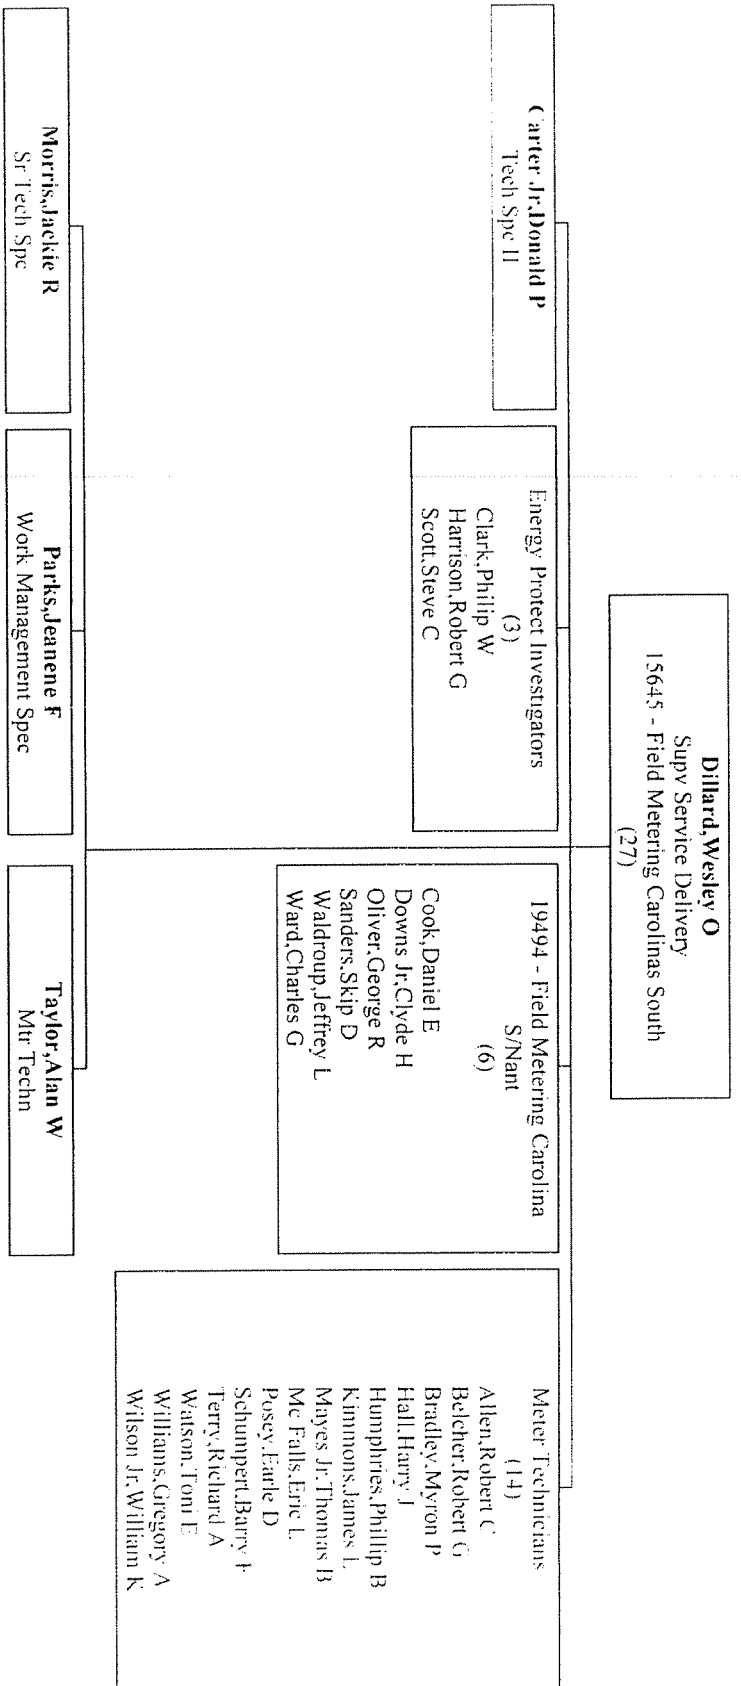 Dillard,Wesley O
Supv Service Delivery
15645 - Field Metering Carolinas South
(27)
Carter Jr,Donald P
Tech Spc II
Energy Protect Investigators
(3)
Clark,Philip W
Harrison,Robert G
Scott,Steve C
19494 - Field Metering Carolina
S/Nant
(6)
Cook,Daniel E
Downs Jr,Clyde H
Oliver,George R
Sanders,Skip D
Waldroup,Jeffrey L
Ward,Charles G
Meter Technicians
(14)
Allen,Robert C
Belcher,Robert G
Bradley,Myron P
Hall,Harry J
Humphries,Phillip B
Kimmons,James L
Mayes Jr,Thomas B
Mc Falls,Eric L
Posey,Earle D
Schumpert,Barry F
Terry,Richard A
Watson,Toni E
Williams,Gregory A
Wilson Jr,William K
Morris,Jackie R
Sr Tech Spc
Parks,Jeanene F
Work Management Spec
Taylor,Alan W
Mtr Techn